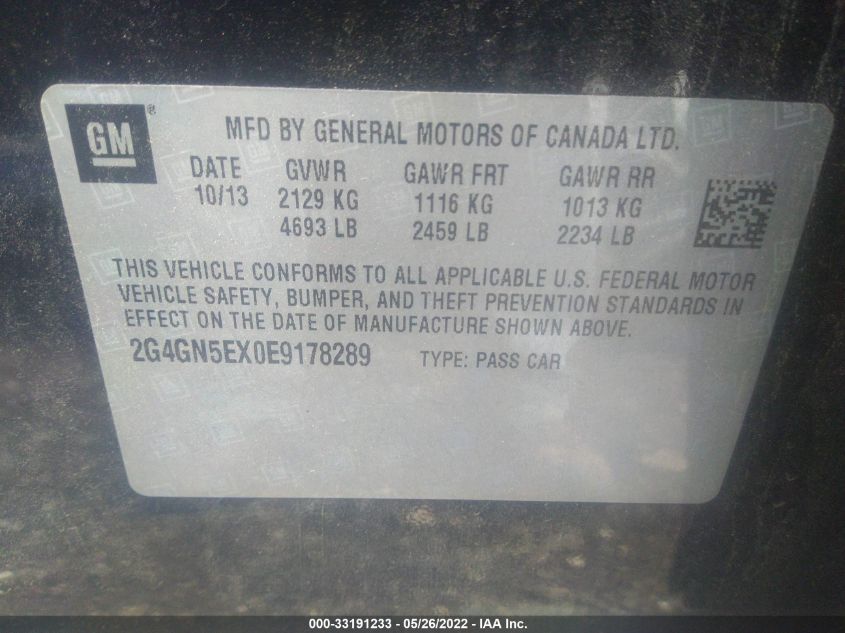 GM ® MFD BY GENERAL MOTORS OF CANADA LTD.
DATE GVWR GAWR FRT GAWR RR
10/13 2129 KG 1116 KG 1013 KG
4693 LB 2459 LB 2234 LB
THIS VEHICLE CONFORMS TO ALL APPLICABLE U.S. FEDERAL MOTOR
VEHICLE SAFETY, BUMPER, AND THEFT PREVENTION STANDARDS IN
EFFECT ON THE DATE OF MANUFACTURE SHOWN ABOVE.
2G4GN5EX0E9178289 TYPE: PASS CAR
000-33191233 - 05/26/2022 - IAA Inc.